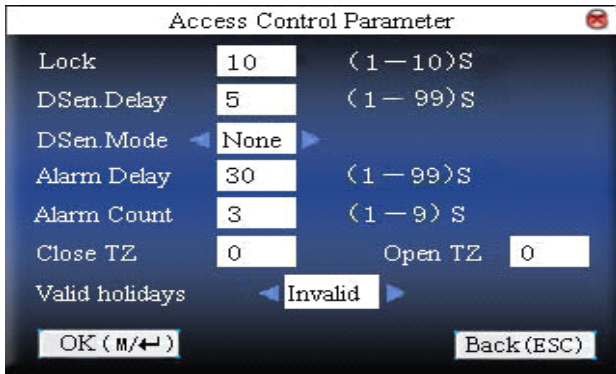 Access Control Parameter
Lock 10 (1－10)S
DSen.Delay 5 (1－ 99)S
DSen.Mode None
Alarm Delay 30 (1－99)S
Alarm Count 3 (1－9) S
Close TZ 0 Open TZ 0
Valid holidays Invalid
OK(M/↵) Back(ESC)